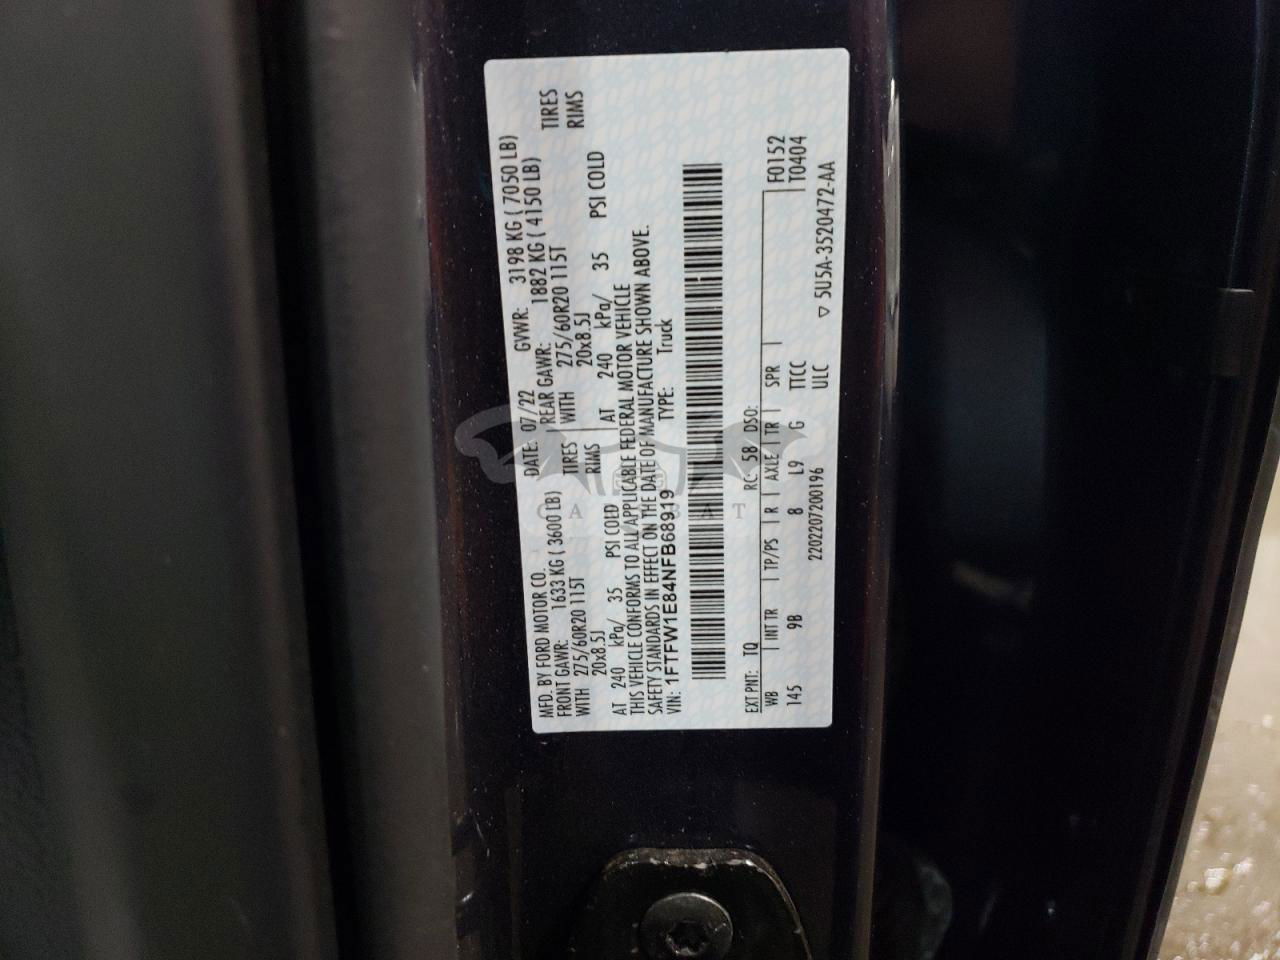 MFD. BY FORD MOTOR CO. DATE: 07/22 GVWR: 3198 KG ( 7050 LB)
FRONT GAWR: 1633 KG ( 3600 LB) REAR GAWR: 1882 KG ( 4150 LB)
WITH 275/60R20 115T TIRES WITH 275/60R20 115T TIRES
20x8.5J RIMS 20x8.5J RIMS
AT 240 kPa/ 35 PSI COLD AT 240 kPa/ 35 PSI COLD
THIS VEHICLE CONFORMS TO ALL APPLICABLE FEDERAL MOTOR VEHICLE
SAFETY STANDARDS IN EFFECT ON THE DATE OF MANUFACTURE SHOWN ABOVE.
VIN: 1FTFW1E84NFB68919 TYPE: Truck
EXT PNT: TQ RC: 58 DSO: F0152
WB INT TR TP/PS R AXLE TR SPR T0404
145 9B 8 L9 G TTCC
2202207200196 ULC ▽ 5U5A-3520472-AA